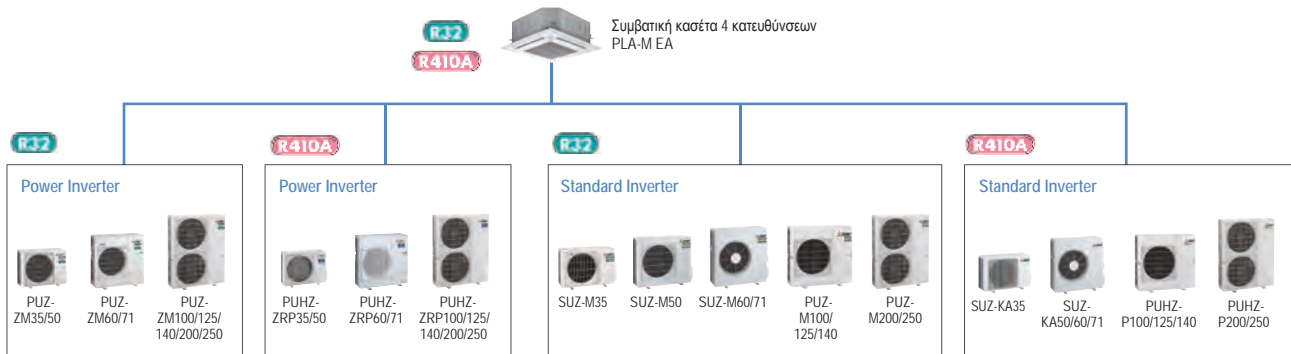 R32
R410A
Συμβατική κασέτα 4 κατευθύνσεων
PLA-M EA
R32
Power Inverter
PUZ-
ZM35/50
PUZ-
ZM60/71
PUZ-
ZM100/125/
140/200/250
R410A
Power Inverter
PUHZ-
ZRP35/50
PUHZ-
ZRP60/71
PUHZ-
ZRP100/125/
140/200/250
R32
Standard Inverter
SUZ-M35
SUZ-M50
SUZ-M60/71
PUZ-
M100/
125/140
PUZ-
M200/250
R410A
Standard Inverter
SUZ-KA35
SUZ-
KA50/60/71
PUHZ-
P100/125/140
PUHZ-
P200/250